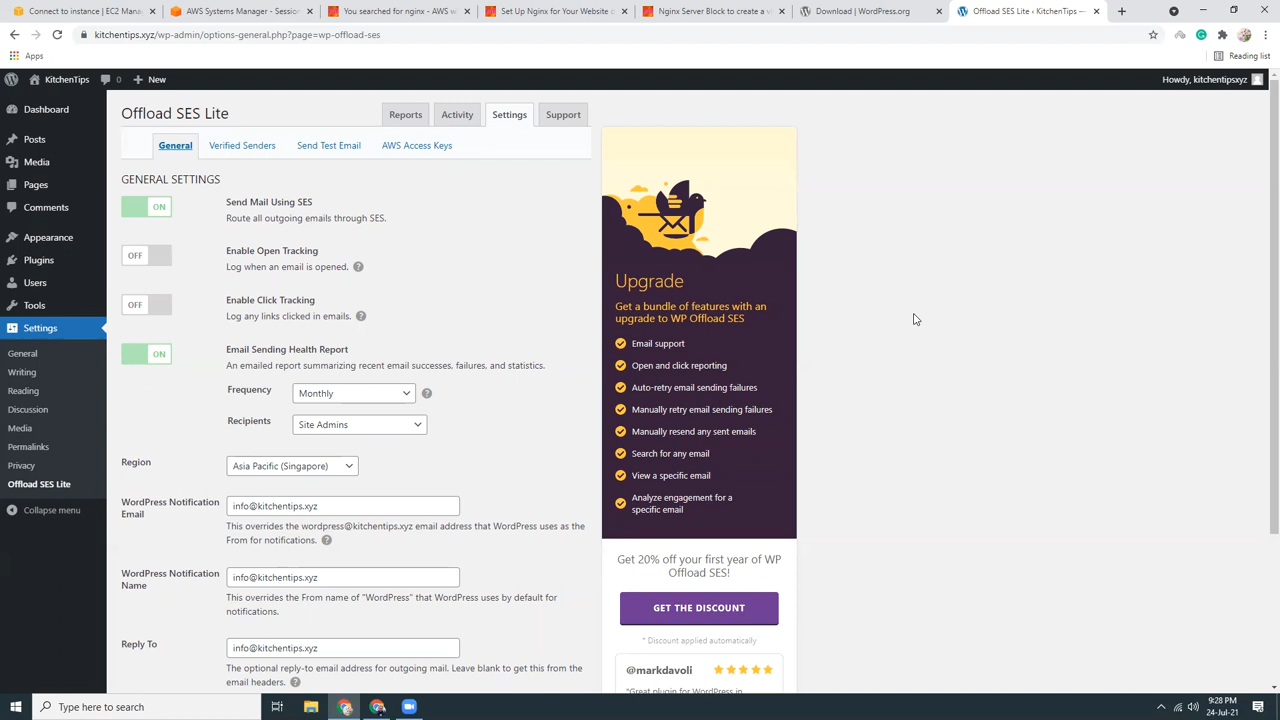 Connect to instance | EC2 Manag
AWS Systems Manager - Session
You searched for nginx - AWS w
Set Up Nginx for Your Website o
Nginx Server Block to create a v
Download | WordPress.org
Offload SES Lite ‹ KitchenTips —
kitchentips.xyz/wp-admin/options-general.php?page=wp-offload-ses
Apps
Reading list
KitchenTips
0
New
Howdy, kitchentipsxyz
Dashboard
Posts
Media
Pages
Comments
Appearance
Plugins
Users
Tools
Settings
General
Writing
Reading
Discussion
Media
Permalinks
Privacy
Offload SES Lite
Collapse menu
Offload SES Lite
Reports
Activity
Settings
Support
General
Verified Senders
Send Test Email
AWS Access Keys
GENERAL SETTINGS
ON
Send Mail Using SES
Route all outgoing emails through SES.
OFF
Enable Open Tracking
Log when an email is opened. ?
OFF
Enable Click Tracking
Log any links clicked in emails. ?
ON
Email Sending Health Report
An emailed report summarizing recent email successes, failures, and statistics.
Frequency
Monthly
?
Recipients
Site Admins
Region
Asia Pacific (Singapore)
WordPress Notification
Email
info@kitchentips.xyz
This overrides the wordpress@kitchentips.xyz email address that WordPress uses as the
From for notifications. ?
WordPress Notification
Name
info@kitchentips.xyz
This overrides the From name of "WordPress" that WordPress uses by default for
notifications.
Reply To
info@kitchentips.xyz
The optional reply-to email address for outgoing mail. Leave blank to get this from the
email headers. ?
Upgrade
Get a bundle of features with an
upgrade to WP Offload SES
Email support
Open and click reporting
Auto-retry email sending failures
Manually retry email sending failures
Manually resend any sent emails
Search for any email
View a specific email
Analyze engagement for a
specific email
Get 20% off your first year of WP
Offload SES!
GET THE DISCOUNT
* Discount applied automatically
@markdavoli
"Great plugin for WordPress in
Type here to search
9:28 PM
24-Jul-21